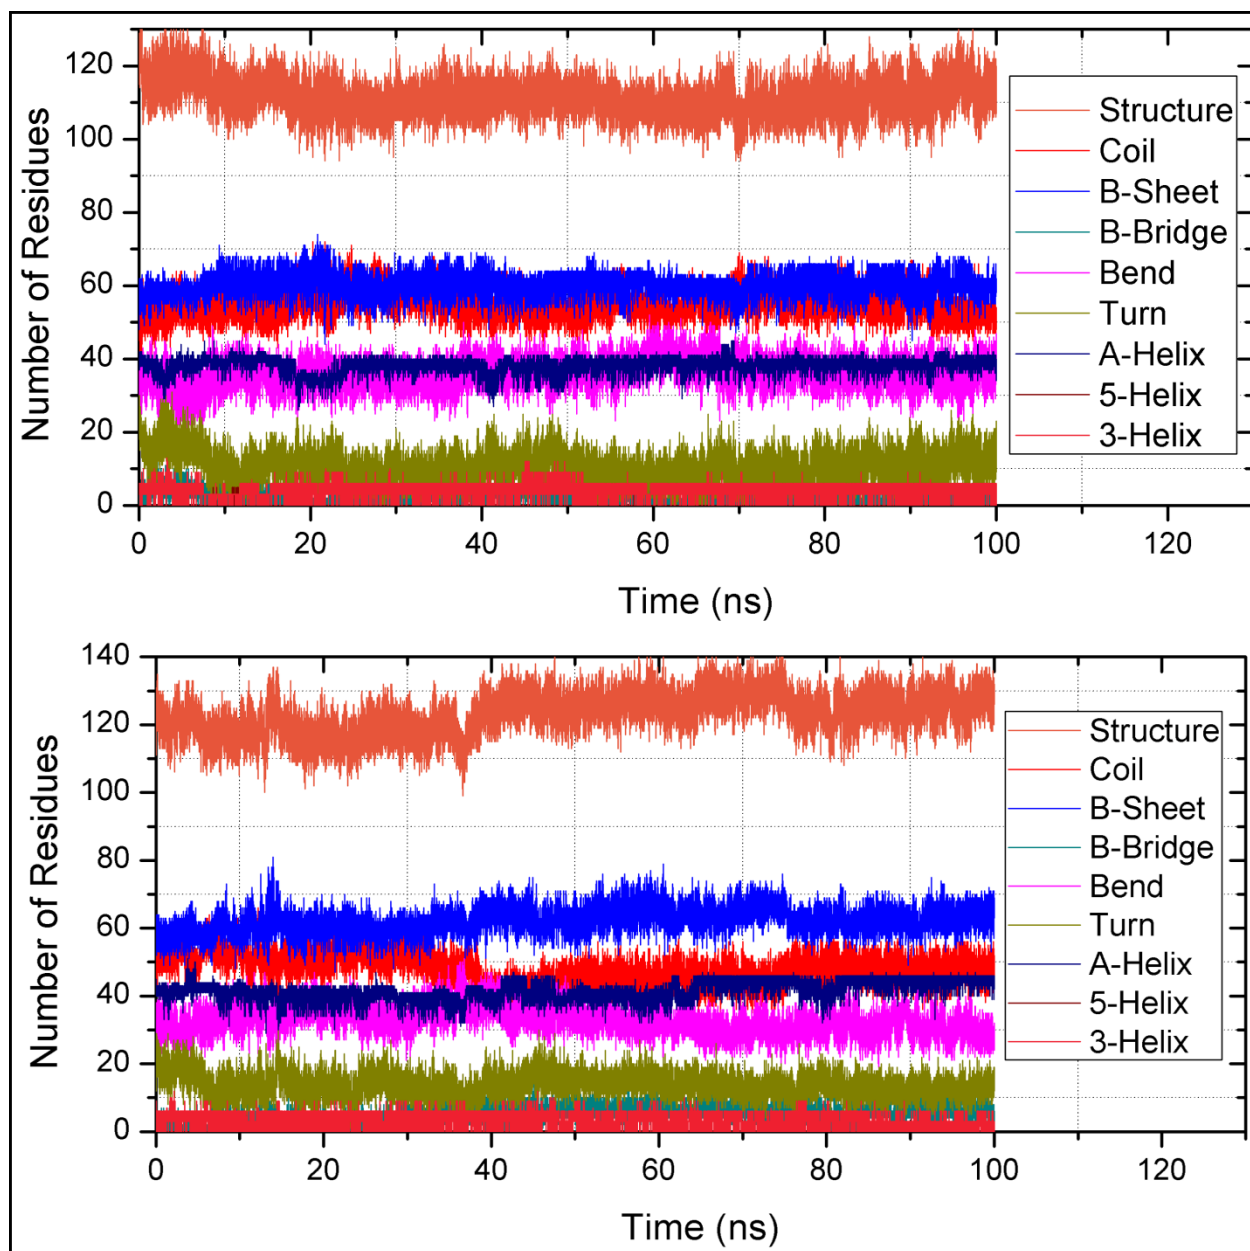 Number of Residues
120
100
80
60
40
20
0
0 20 40 60 80 100 120
Time (ns)
Structure
Coil
B-Sheet
B-Bridge
Bend
Turn
A-Helix
5-Helix
3-Helix
Number of Residues
140
120
100
80
60
40
20
0
0 20 40 60 80 100 120
Time (ns)
Structure
Coil
B-Sheet
B-Bridge
Bend
Turn
A-Helix
5-Helix
3-Helix